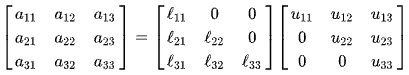 [ a₁₁ a₁₂ a₁₃ ] = [ ℓ₁₁ 0 0 ] [ u₁₁ u₁₂ u₁₃ ]
[ a₂₁ a₂₂ a₂₃ ] [ ℓ₂₁ ℓ₂₂ 0 ] [ 0 u₂₂ u₂₃ ]
[ a₃₁ a₃₂ a₃₃ ] [ ℓ₃₁ ℓ₃₂ ℓ₃₃ ] [ 0 0 u₃₃ ]